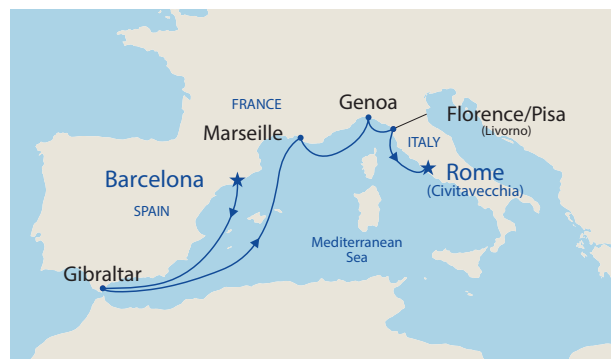 FRANCE
Genoa
Florence/Pisa
(Livorno)
Marseille
ITALY
Barcelona
Rome
(Civitavecchia)
SPAIN
Mediterranean
Sea
Gibraltar